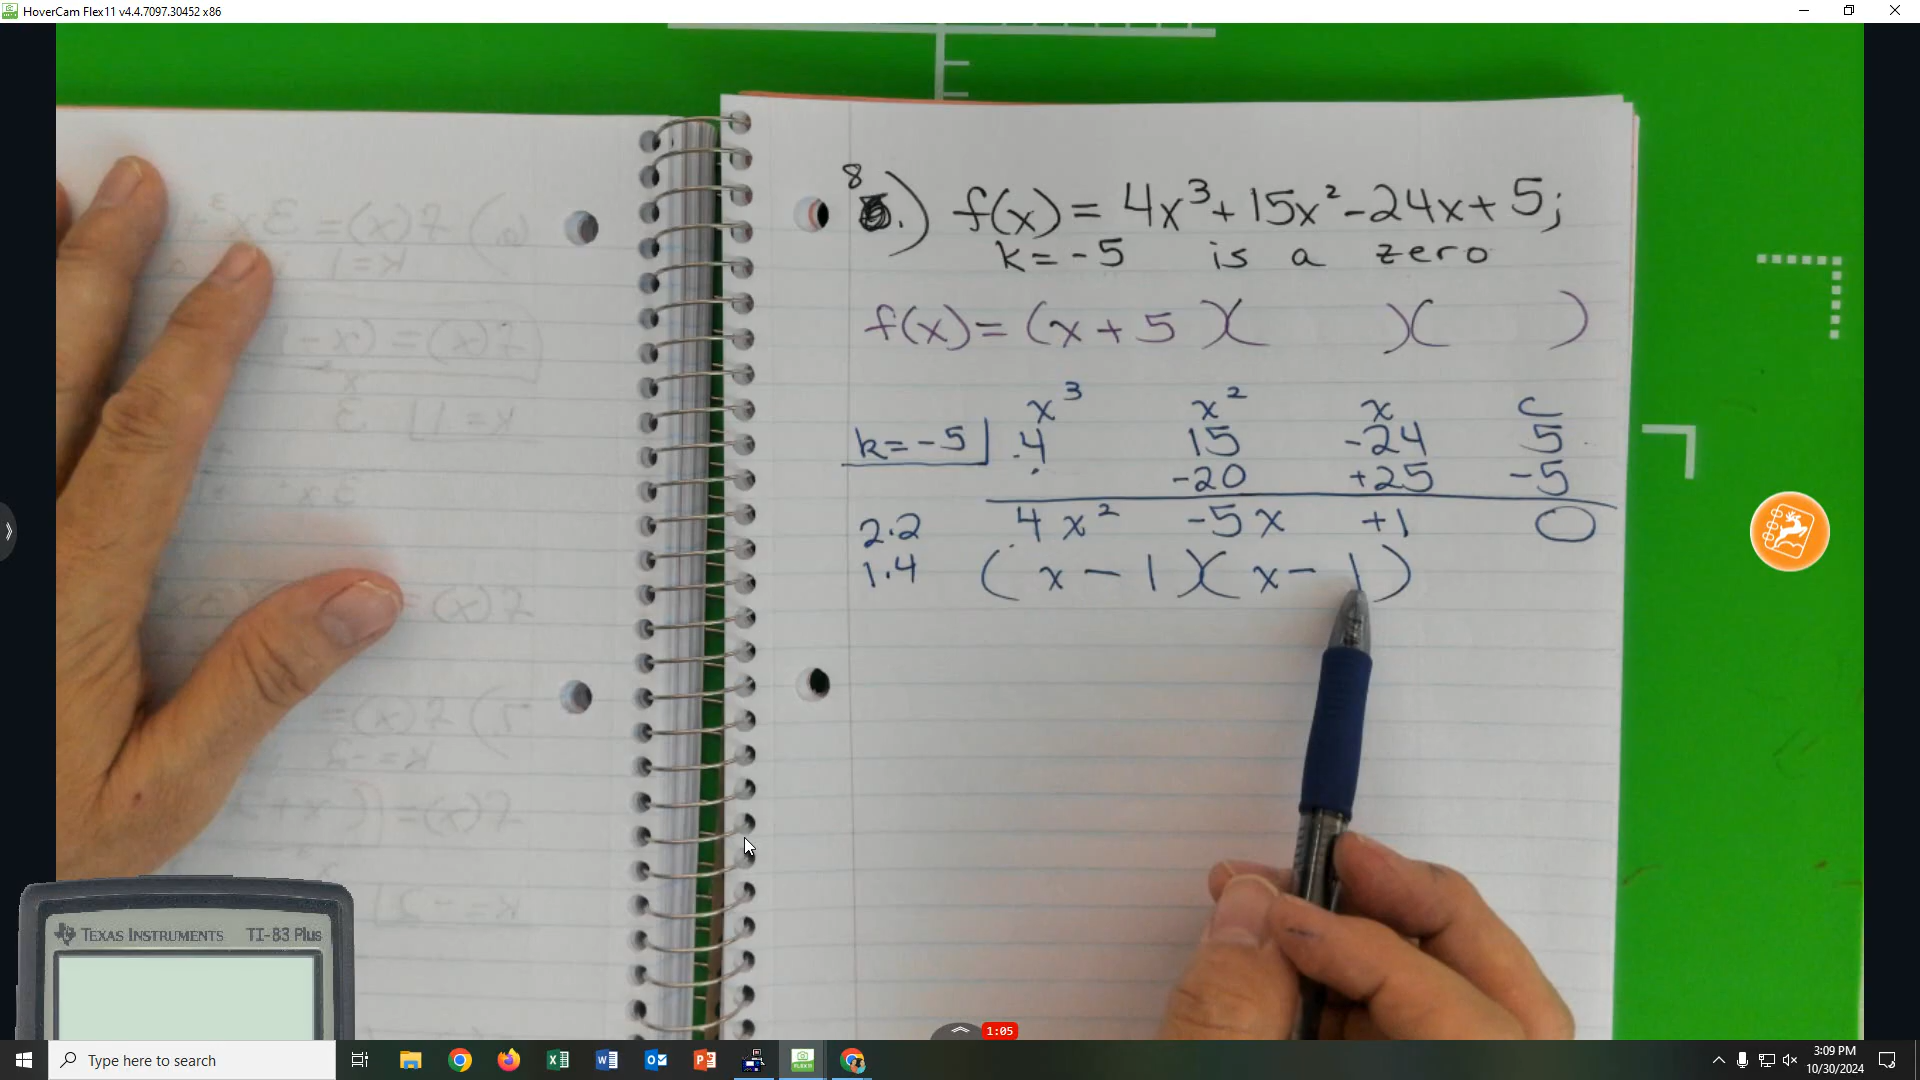 HoverCam Flex11 v4.4.7097.30452 x86
8
.) f(x) = 4x³ + 15x² - 24x + 5;
k = -5 is a zero
f(x) = (x + 5 )( )( )
x³ x² x c
k = -5 4 15 -24 5
-20 +25 -5
2.2 4x² -5x +1 0
1.4 ( x - 1 )( x - 1 )
TEXAS INSTRUMENTS TI-83 Plus
1:05
Type here to search
3:09 PM
10/30/2024